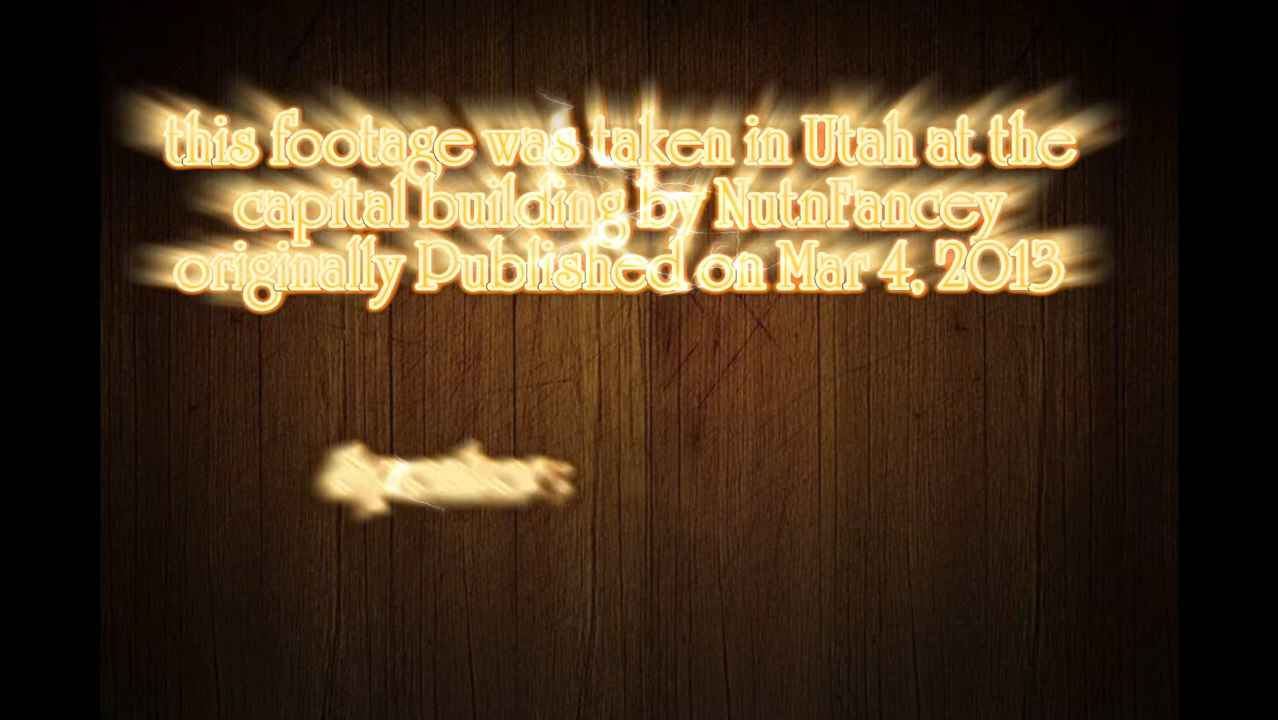 this footage was taken in Utah at the
capital building by NutnFancey
originally Published on Mar 4, 2013